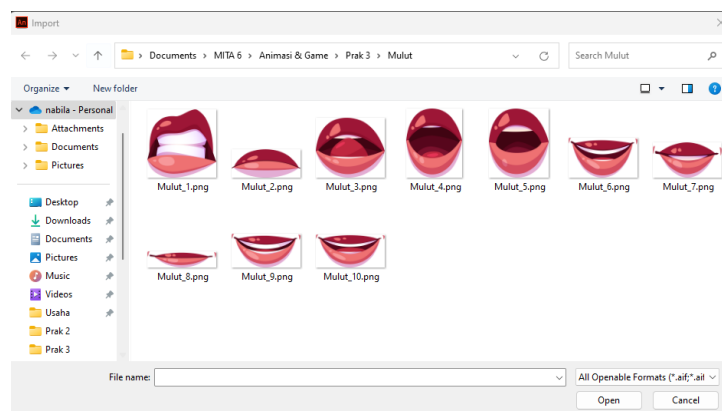 An Import
Documents > MITA 6 > Animasi & Game > Prak 3 > Mulut
Search Mulut
Organize
New folder
nabila - Personal
Attachments
Documents
Pictures
Desktop
Downloads
Documents
Pictures
Music
Videos
Usaha
Prak 2
Prak 3
Mulut_1.png
Mulut_2.png
Mulut_3.png
Mulut_4.png
Mulut_5.png
Mulut_6.png
Mulut_7.png
Mulut_8.png
Mulut_9.png
Mulut_10.png
File name:
All Openable Formats (*.aif;*.aif
Open
Cancel